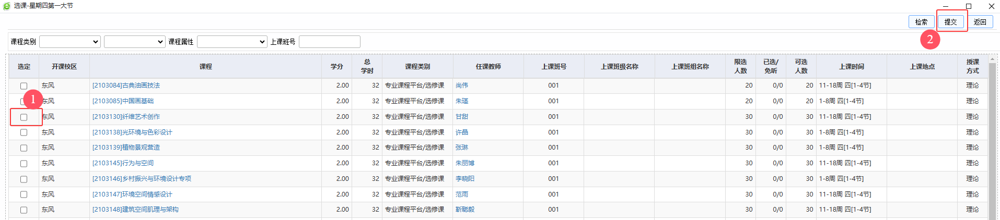 选课-星期四第一大节
检索 提交 返回
2
课程类别 课程属性 上课班号
选定 开课校区 课程 学分 总学时 课程类别 任课教师 上课班号 上课班级名称 上课班组名称 限选人数 已选/免听 可选人数 上课时间 上课地点 授课方式
东风 [2103084]古典油画技法 2.00 32 专业课程平台/选修课 尚伟 001 20 0/0 20 11-18周 四[1-4节] 理论
1
东风 [2103085]中国画基础 2.00 32 专业课程平台/选修课 朱瑾 001 20 0/0 20 1-8周 四[1-4节] 理论
东风 [2103130]纤维艺术创作 2.00 32 专业课程平台/选修课 甘甜 001 30 0/0 30 11-18周 四[1-4节] 理论
东风 [2103138]光环境与色彩设计 2.00 32 专业课程平台/选修课 许晶 001 30 0/0 30 1-8周 四[1-4节] 理论
东风 [2103139]植物景观营造 2.00 32 专业课程平台/选修课 张琳 001 30 0/0 30 1-8周 四[1-4节] 理论
东风 [2103145]行为与空间 2.00 32 专业课程平台/选修课 朱丽博 001 30 0/0 30 11-18周 四[1-4节] 理论
东风 [2103146]乡村振兴与环境设计专项 2.00 32 专业课程平台/选修课 李晓阳 001 30 0/0 30 1-8周 四[1-4节] 理论
东风 [2103147]环境空间情感设计 2.00 32 专业课程平台/选修课 范雨 001 30 0/0 30 11-18周 四[1-4节] 理论
东风 [2103148]建筑空间肌理与架构 2.00 32 专业课程平台/选修课 靳聪毅 001 30 0/0 30 11-18周 四[1-4节] 理论